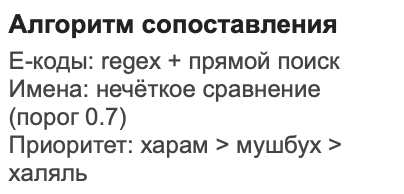 Алгоритм сопоставления
Е-коды: regex + прямой поиск
Имена: нечёткое сравнение
(порог 0.7)
Приоритет: харам > мушбух >
халяль